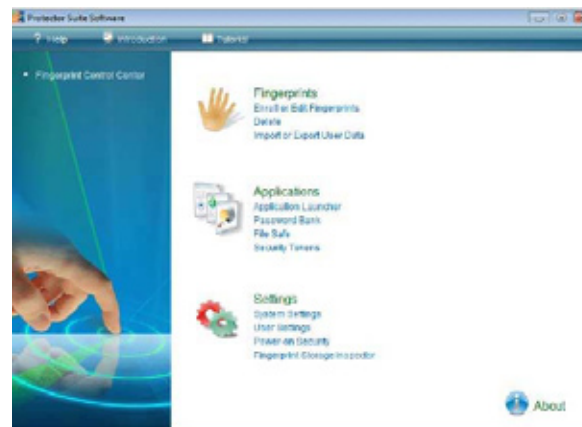 Protector Suite Software
? Help Introduction Tutorial
• Fingerprint Control Center
Fingerprints
Enroll or Edit Fingerprints
Delete
Import or Export User Data
Applications
Application Launcher
Password Bank
File Safe
Security Tokens
Settings
System Settings
User Settings
Power-on Security
Fingerprint Storage Inspector
About